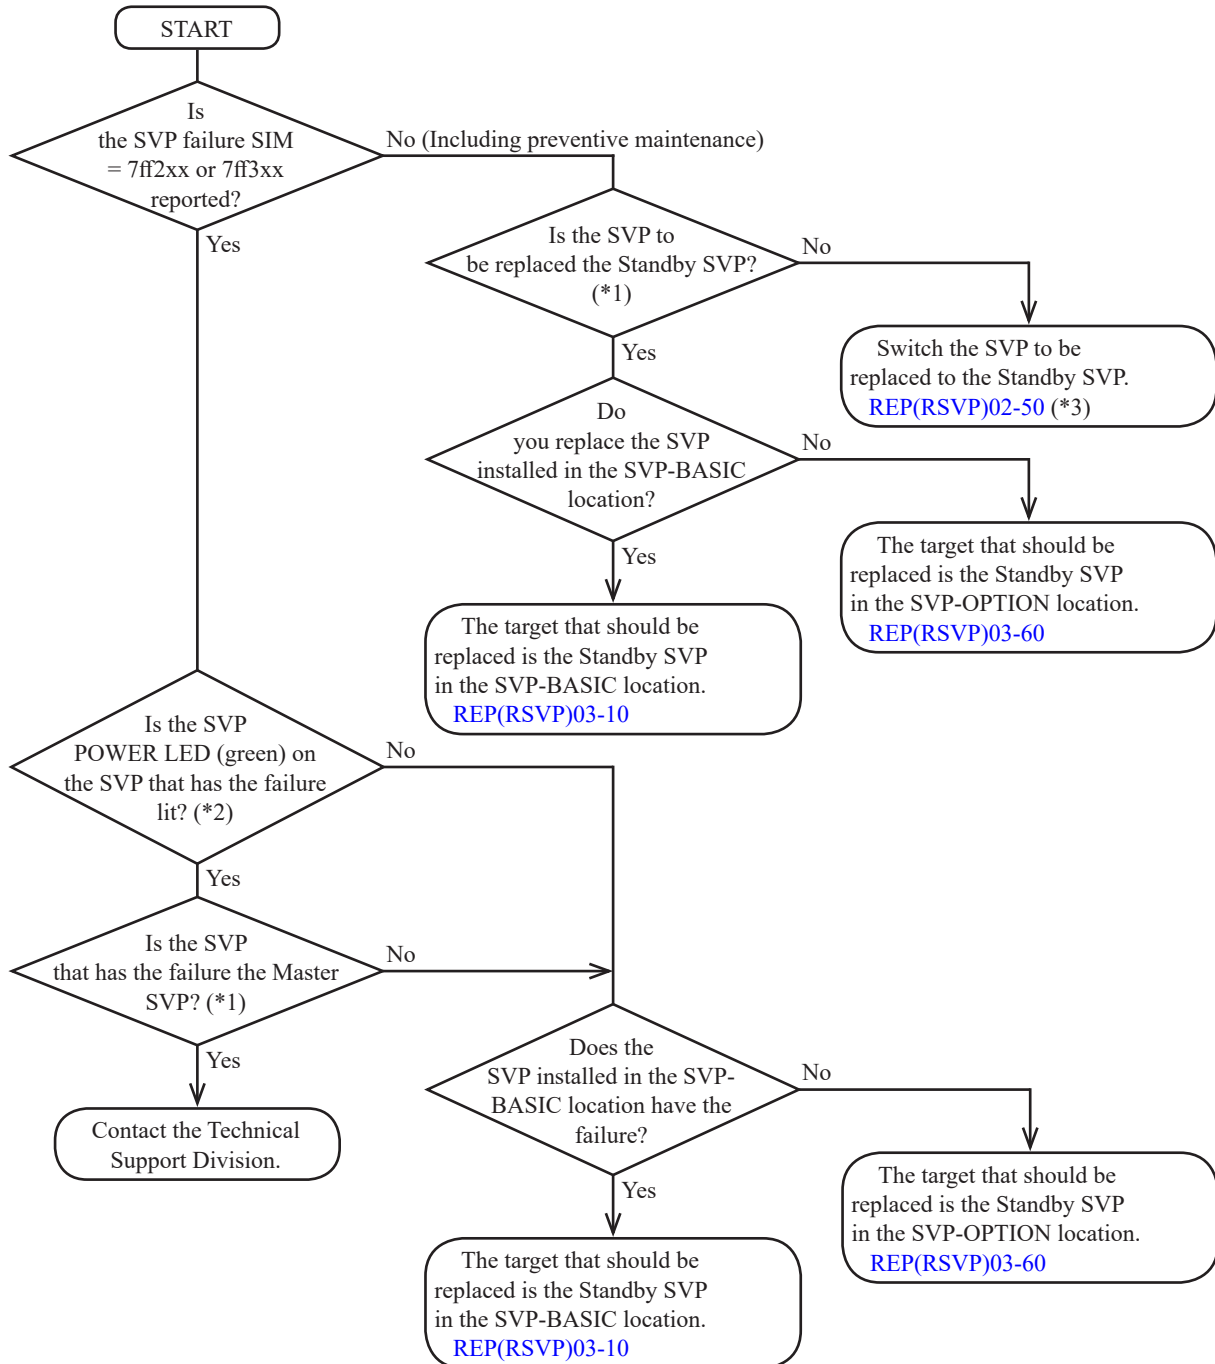 START
Is
the SVP failure SIM
= 7ff2xx or 7ff3xx
reported?
No (Including preventive maintenance)
Yes
Is the SVP to
be replaced the Standby SVP?
(*1)
No
Yes
Switch the SVP to be
replaced to the Standby SVP.
REP(RSVP)02-50 (*3)
Do
you replace the SVP
installed in the SVP-BASIC
location?
No
Yes
The target that should be
replaced is the Standby SVP
in the SVP-OPTION location.
REP(RSVP)03-60
The target that should be
replaced is the Standby SVP
in the SVP-BASIC location.
REP(RSVP)03-10
Is the SVP
POWER LED (green) on
the SVP that has the failure
lit? (*2)
No
Yes
Is the SVP
that has the failure the Master
SVP? (*1)
No
Yes
Contact the Technical
Support Division.
Does the
SVP installed in the SVP-
BASIC location have the
failure?
No
Yes
The target that should be
replaced is the Standby SVP
in the SVP-OPTION location.
REP(RSVP)03-60
The target that should be
replaced is the Standby SVP
in the SVP-BASIC location.
REP(RSVP)03-10